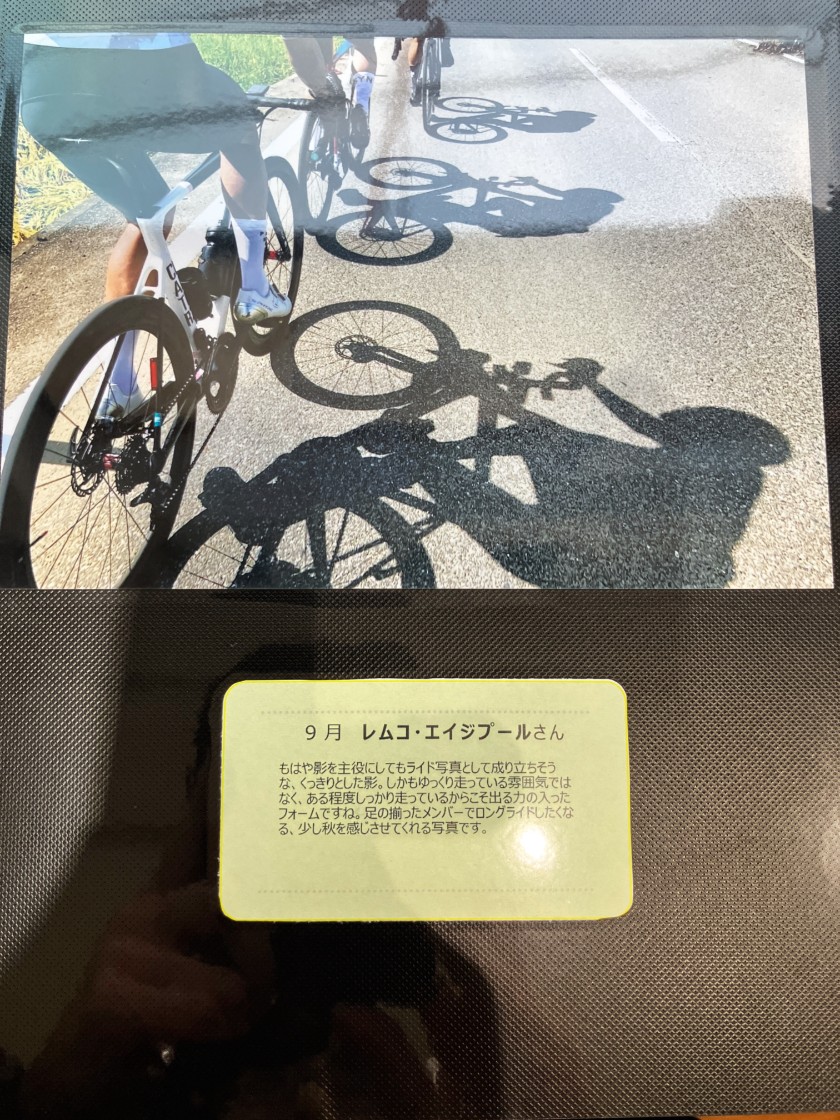 ９月　レムコ・エイジプールさん
もはや影を主役にしてもライド写真として成り立ちそう
な、くっきりとした影。しかもゆっくり走っている雰囲気では
なく、ある程度しっかり走っているからこそ出る力の入った
フォームですね。足の揃ったメンバーでロングライドしたくな
る、少し秋を感じさせてくれる写真です。